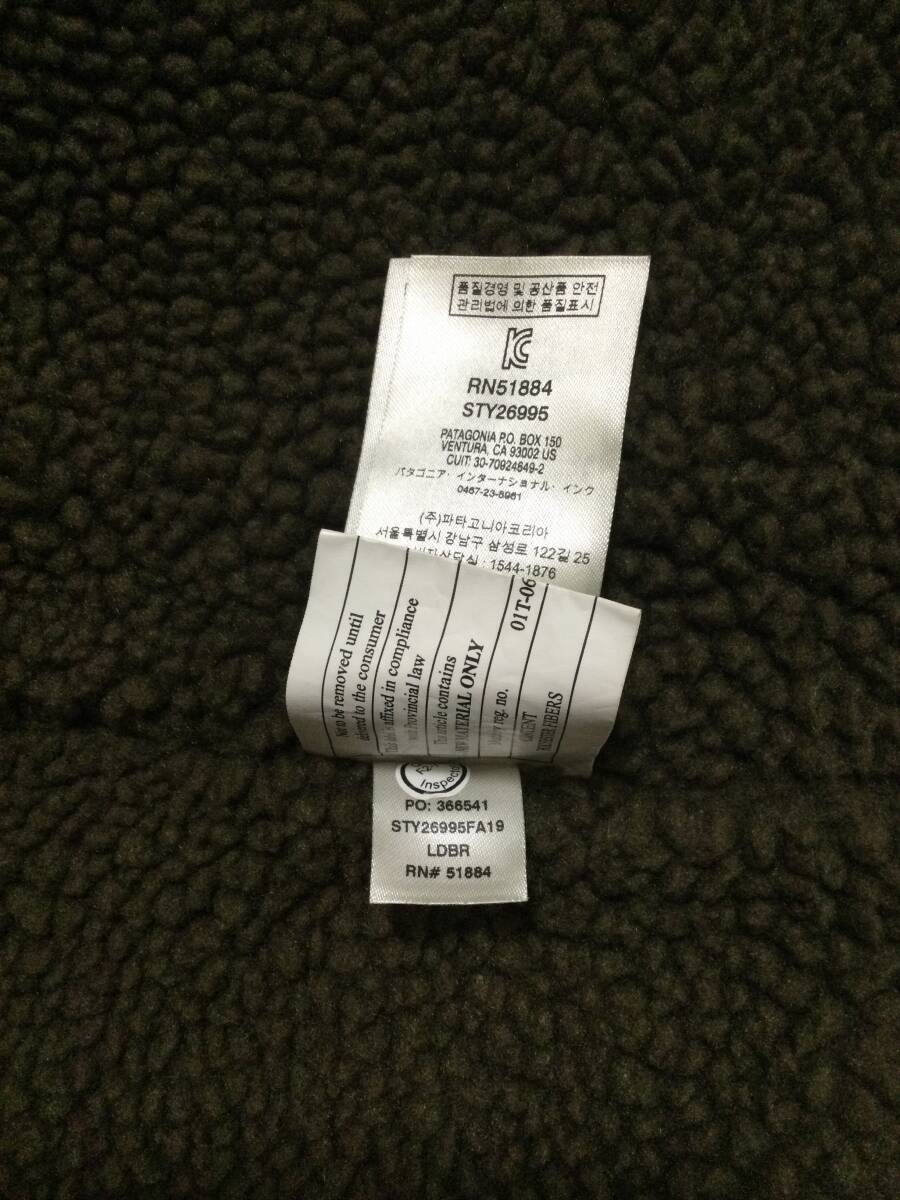 품질경영 및 공산품 안전
관리법에 의한 품질표시
KC
RN51884
STY26995
PATAGONIA P.O. BOX 150
VENTURA, CA 93002 US
CUIT: 30-70924849-2
パタゴニア・インターナショナル・インク
0467-23-8961
(주)파타고니아코리아
서울특별시 강남구 삼성로 122길 25
: 1544-1876
Not to be removed until
delivered to the consumer
This label is affixed in compliance
with Provincial law
This article contains
NEW MATERIAL ONLY
reg. no.
01T-06
CONTENT
FIBERS
Inspecto
PO: 366541
STY26995FA19
LDBR
RN# 51884